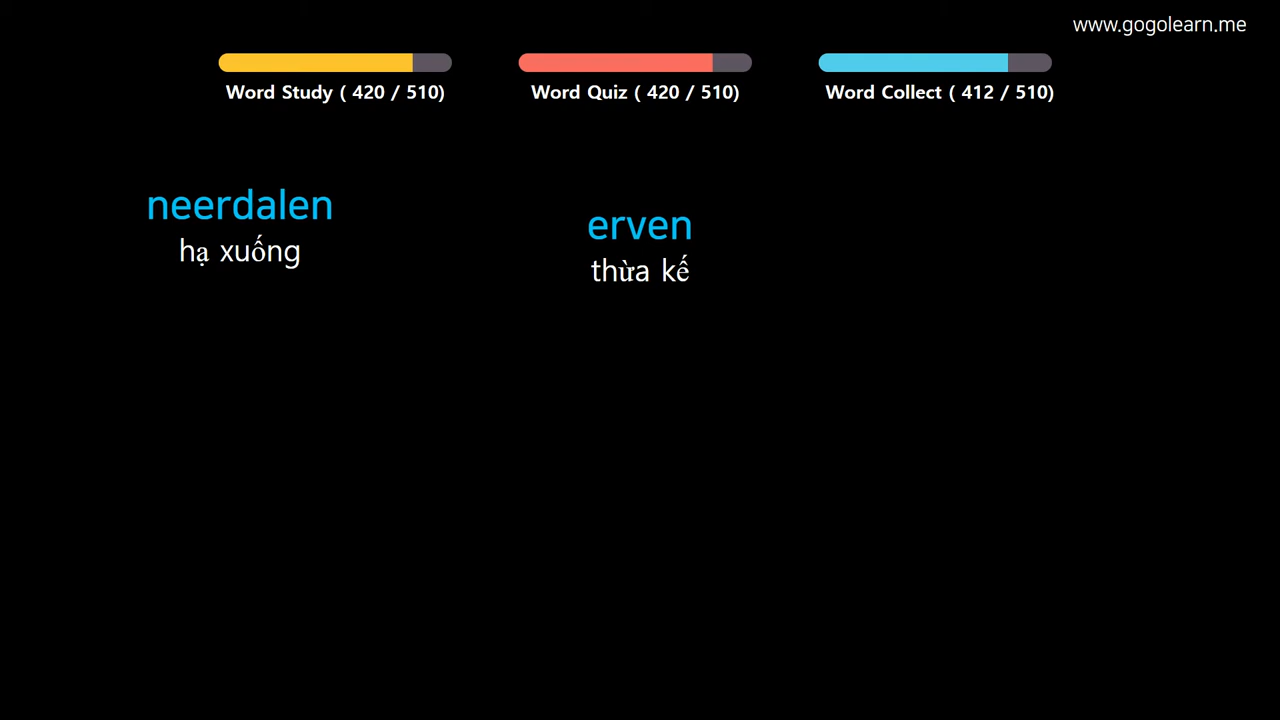 www.gogolearn.me
Word Study ( 420 / 510)
Word Quiz ( 420 / 510)
Word Collect ( 412 / 510)
neerdalen
hạ xuống
erven
thừa kế